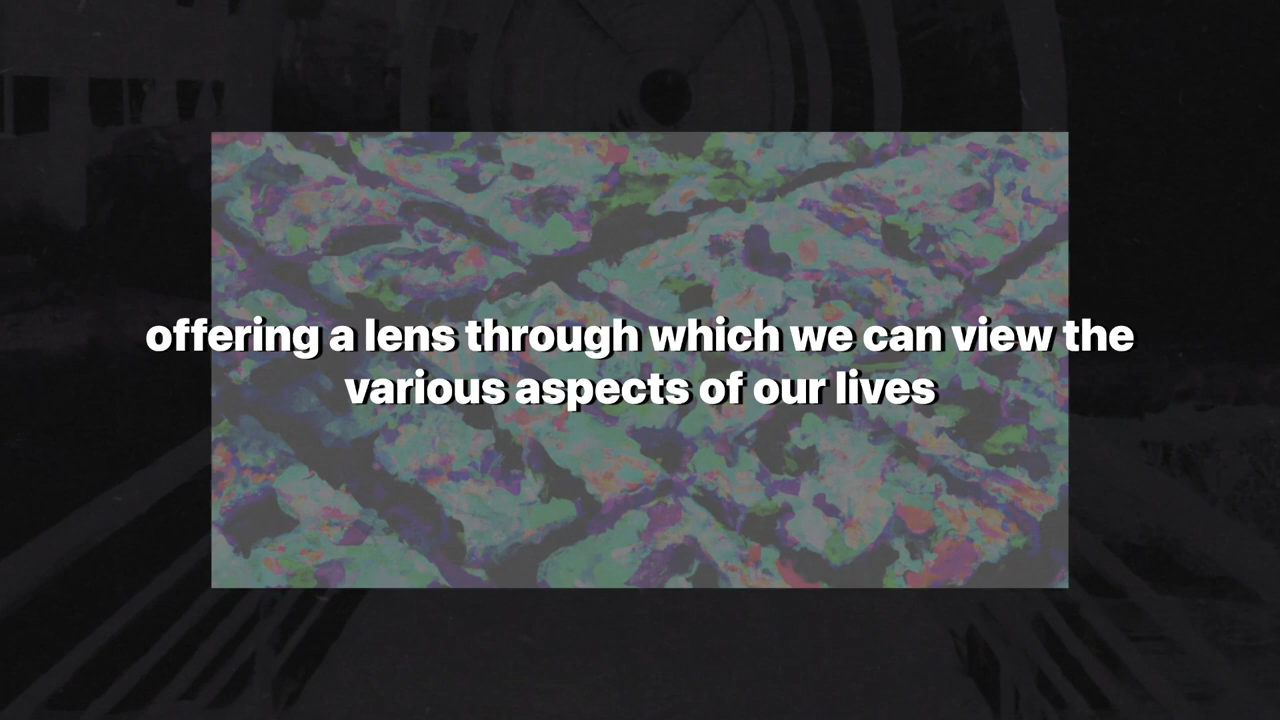 offering a lens through which we can view the
various aspects of our lives